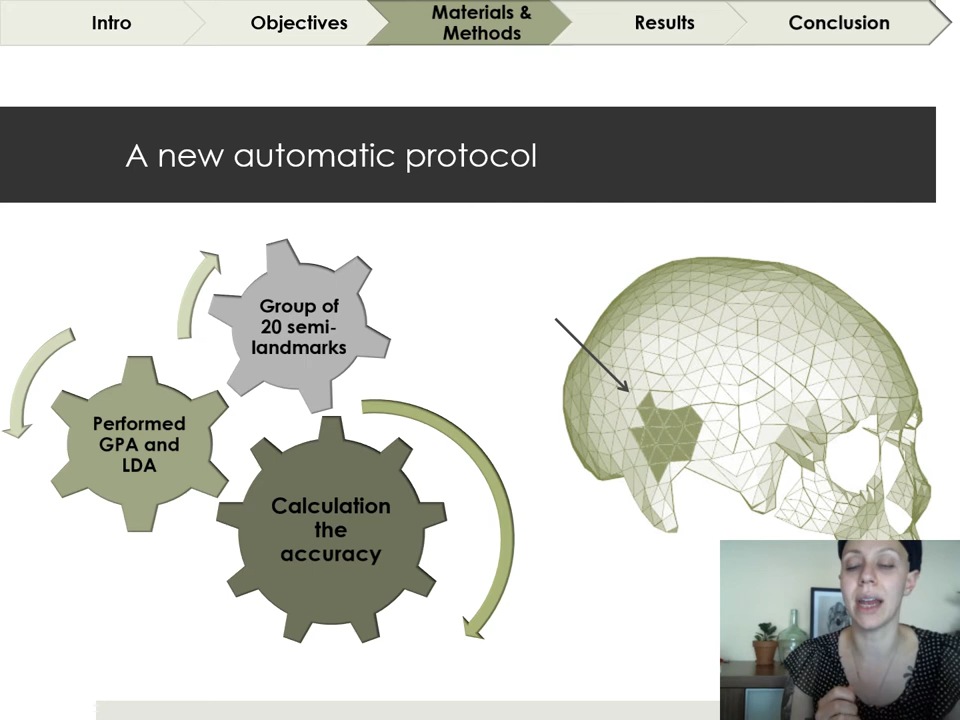 Intro
Objectives
Materials &
Methods
Results
Conclusion
A new automatic protocol
Group of
20 semi-
landmarks
Performed
GPA and
LDA
Calculation
the
accuracy